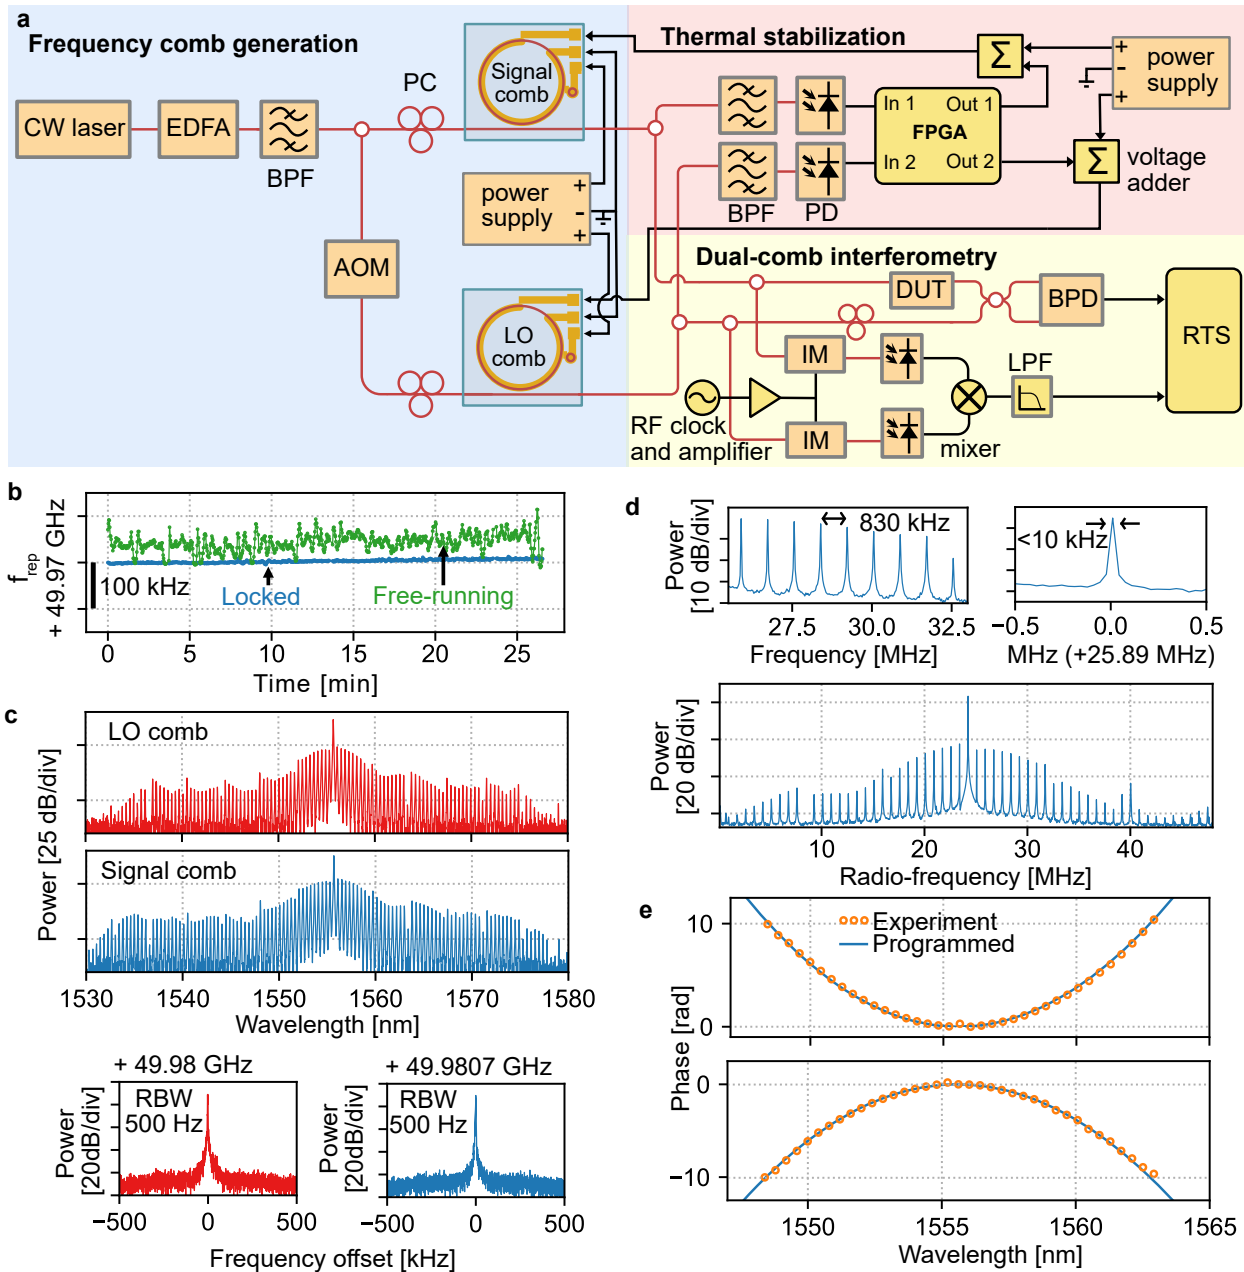 a
Frequency comb generation
Thermal stabilization
CW laser
EDFA
BPF
PC
Signal
comb
power
supply
+
-
+
AOM
LO
comb
BPF
PD
In 1
Out 1
FPGA
In 2
Out 2
Σ
+
-
+
power
supply
Σ
voltage
adder
Dual-comb interferometry
DUT
BPD
RTS
IM
IM
LPF
RF clock
and amplifier
mixer
b
f_rep
+ 49.97 GHz
100 kHz
Locked
Free-running
0
5
10
15
20
25
Time [min]
c
LO comb
Signal comb
Power [25 dB/div]
1530
1540
1550
1560
1570
1580
Wavelength [nm]
+ 49.98 GHz
RBW
500 Hz
Power
[20dB/div]
−500
0
500
+ 49.9807 GHz
RBW
500 Hz
Power
[20dB/div]
−500
0
500
Frequency offset [kHz]
d
Power
[10 dB/div]
830 kHz
27.5
30.0
32.5
Frequency [MHz]
<10 kHz
−0.5
0.0
0.5
MHz (+25.89 MHz)
Power
[20 dB/div]
10
20
30
40
Radio-frequency [MHz]
e
Experiment
Programmed
10
0
Phase [rad]
0
−10
1550
1555
1560
1565
Wavelength [nm]